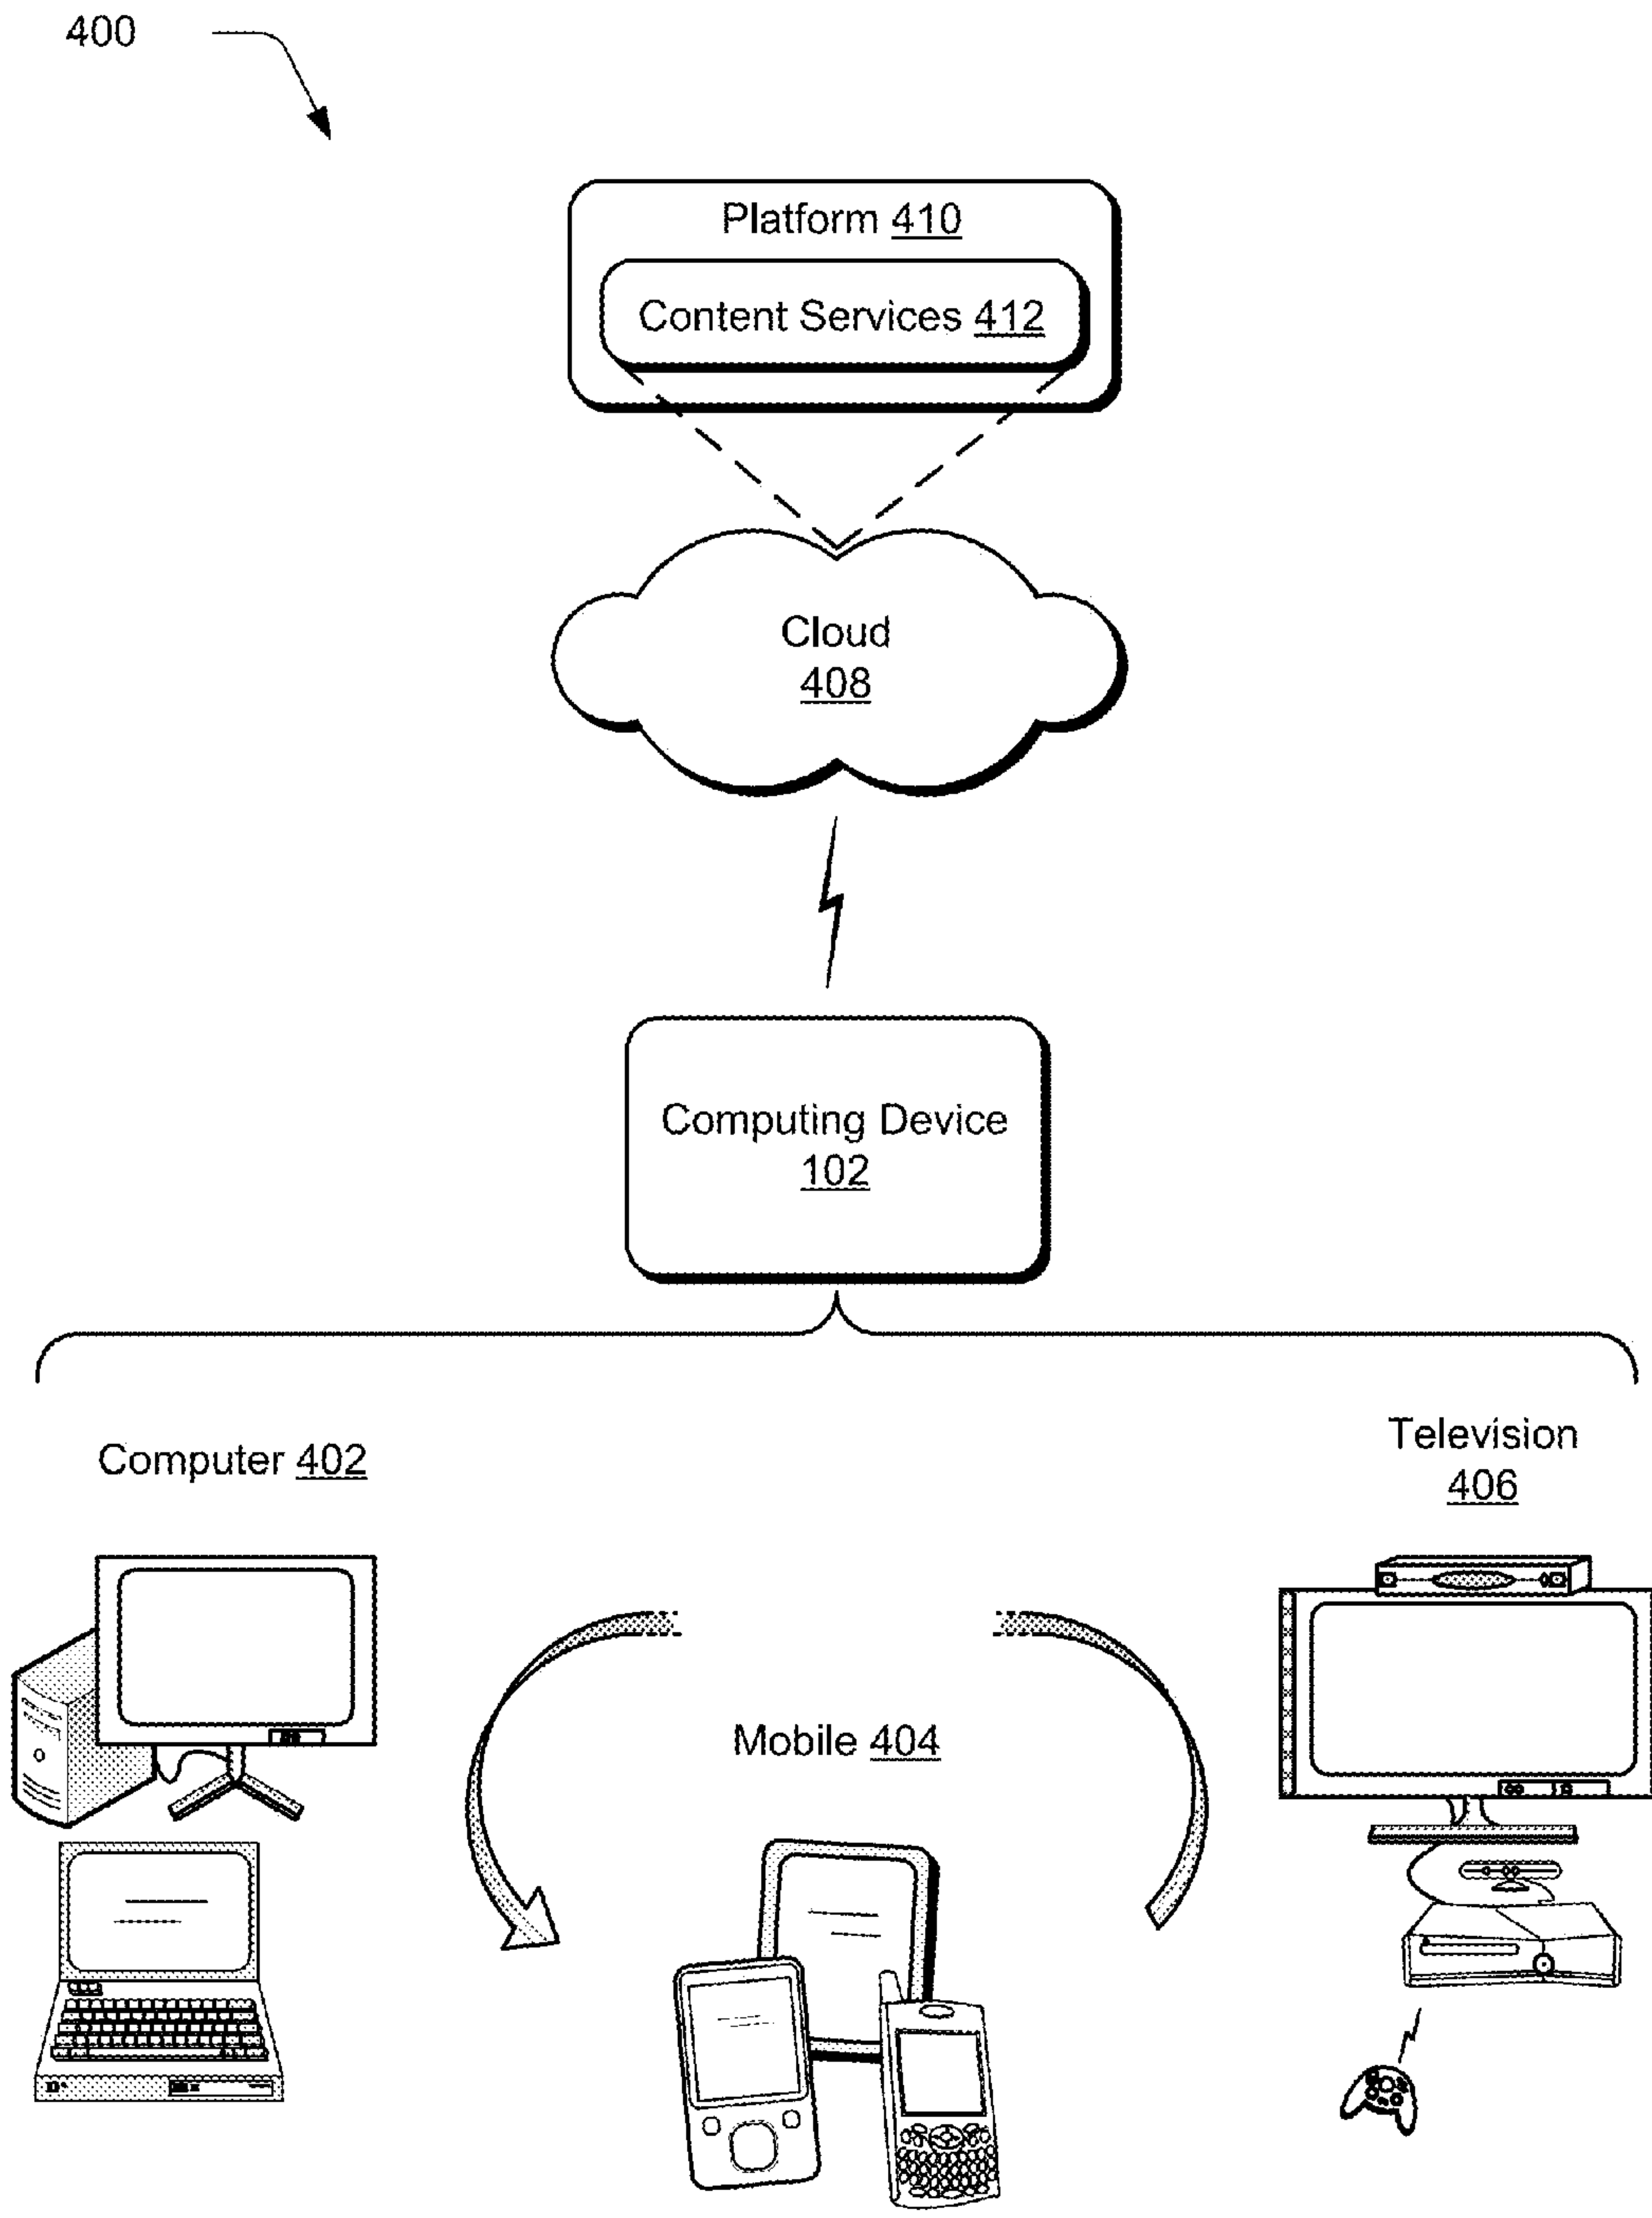 400
Platform 410
Content Services 412
Cloud
408
Computing Device
102
Computer 402
Television
406
Mobile 404